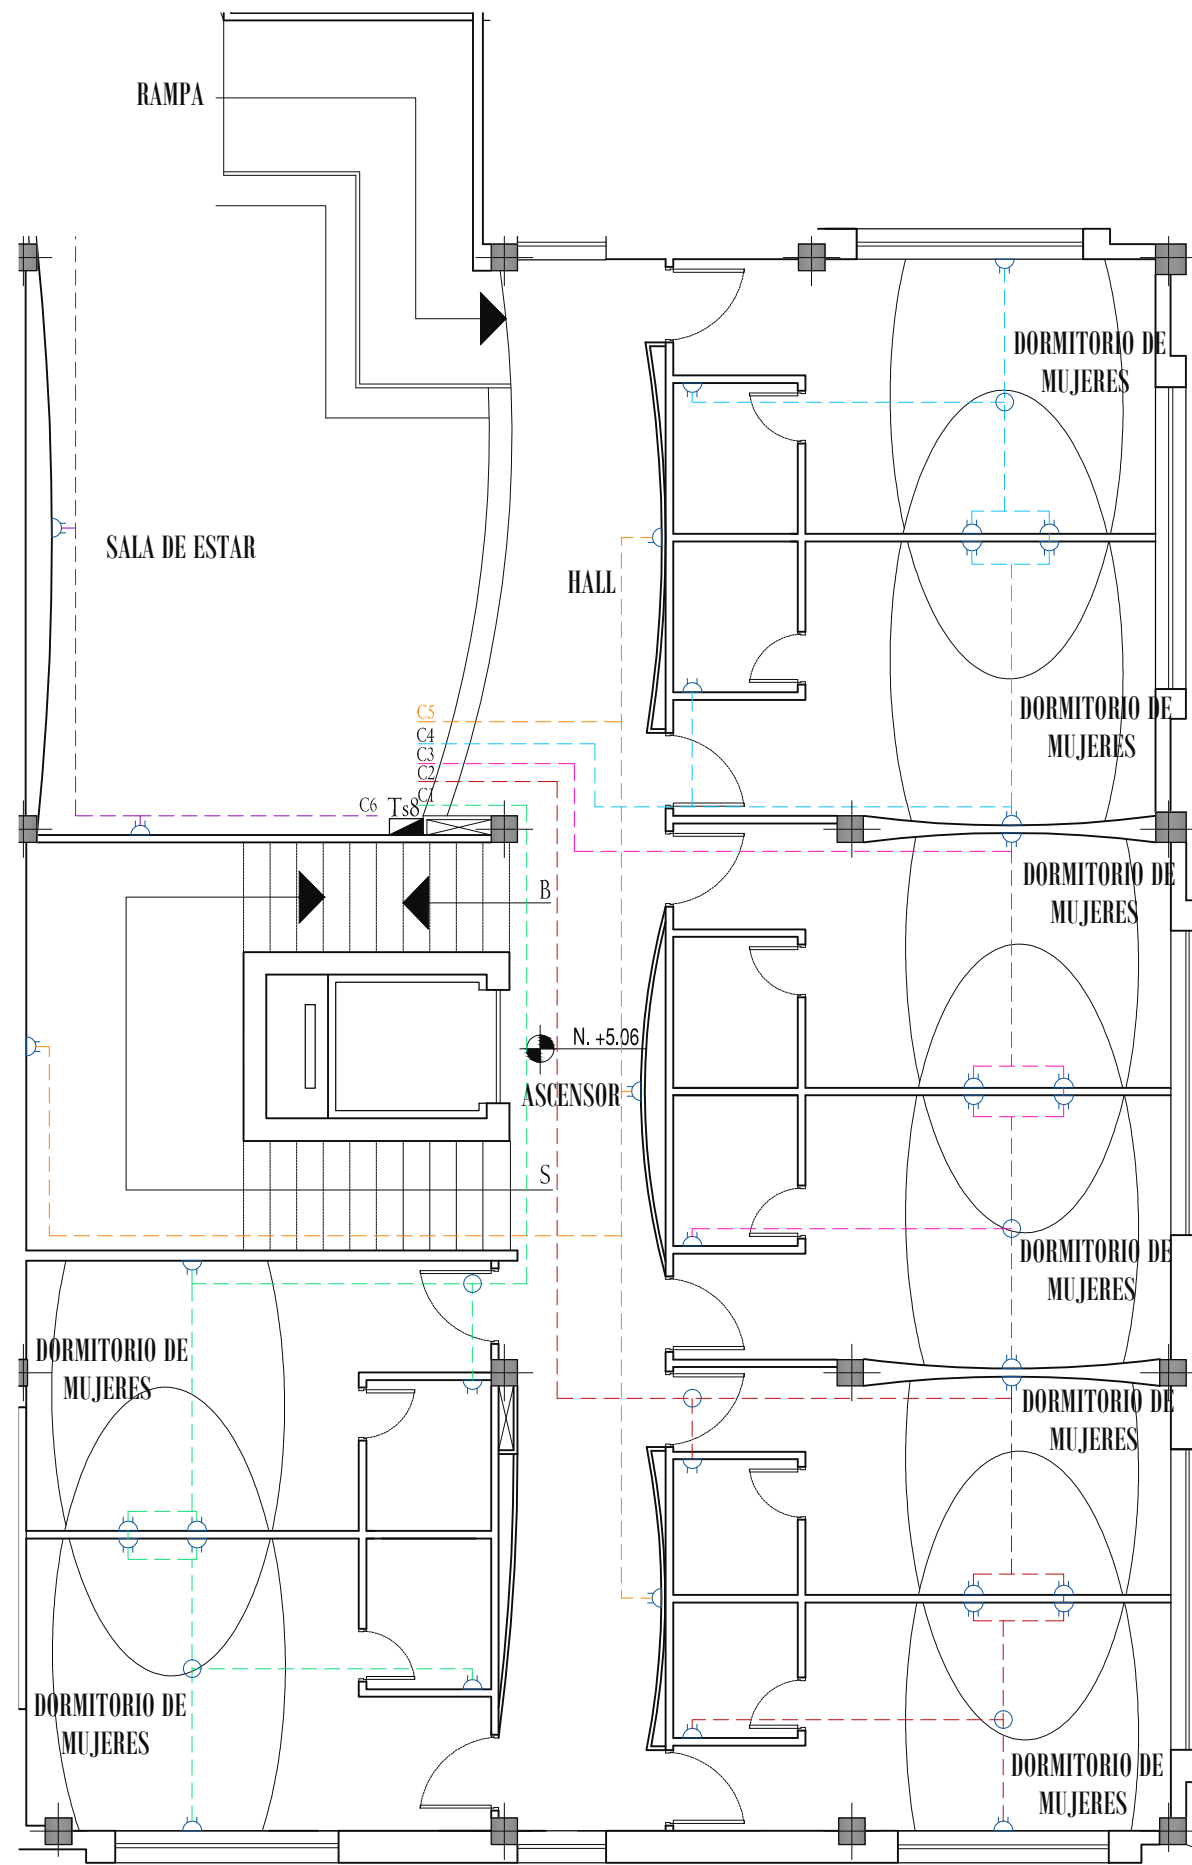 RAMPA
DORMITORIO DE
MUJERES
SALA DE ESTAR
HALL
DORMITORIO DE
MUJERES
C5
C4
C3
C2
C1
C6
Ts8
DORMITORIO DE
MUJERES
B
N. +5.06
ASCENSOR
S
DORMITORIO DE
MUJERES
DORMITORIO DE
MUJERES
DORMITORIO DE
MUJERES
DORMITORIO DE
MUJERES
DORMITORIO DE
MUJERES